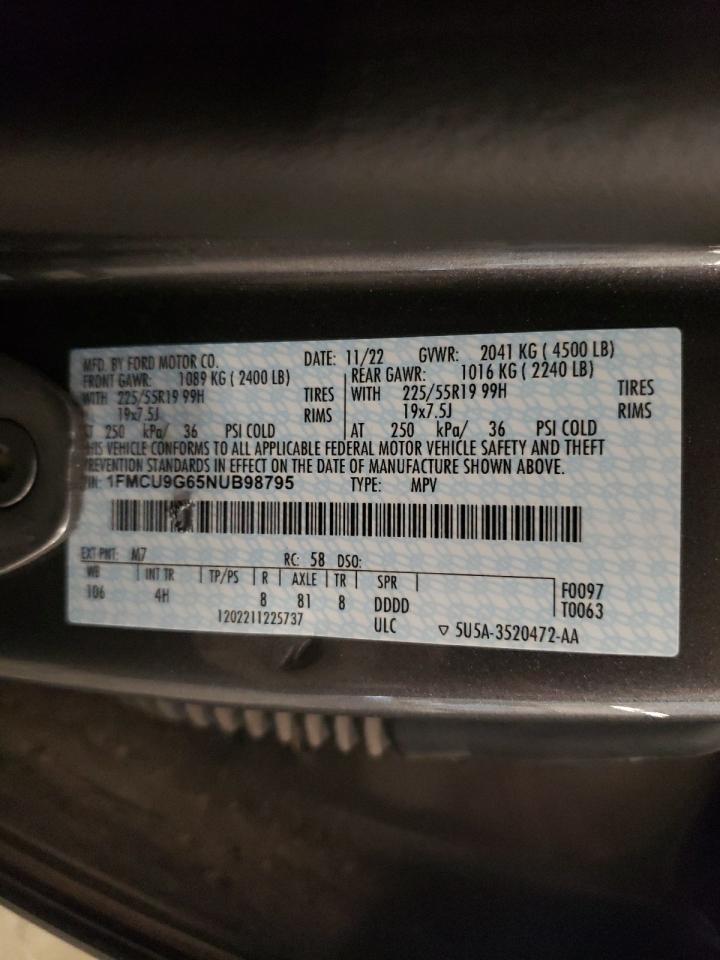 MFD. BY FORD MOTOR CO. DATE: 11/22 GVWR: 2041 KG ( 4500 LB)
FRONT GAWR: 1089 KG ( 2400 LB) REAR GAWR: 1016 KG ( 2240 LB)
WITH 225/55R19 99H TIRES WITH 225/55R19 99H TIRES
19x7.5J RIMS 19x7.5J RIMS
AT 250 kPa/ 36 PSI COLD AT 250 kPa/ 36 PSI COLD
THIS VEHICLE CONFORMS TO ALL APPLICABLE FEDERAL MOTOR VEHICLE SAFETY AND THEFT
PREVENTION STANDARDS IN EFFECT ON THE DATE OF MANUFACTURE SHOWN ABOVE.
VIN: 1FMCU9G65NUB98795 TYPE: MPV
EXT PNT: M7 RC: 58 DSO:
WB INT TR TP/PS R AXLE TR SPR
106 4H 8 81 8 DDDD F0097
T0063
1202211225737 ULC ▽ 5U5A-3520472-AA